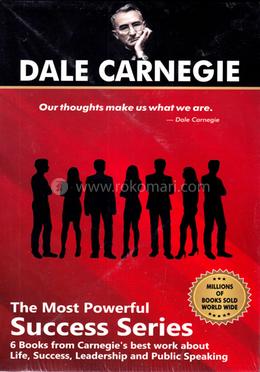 DALE CARNEGIE
Our thoughts make us what we are.
— Dale Carnegie
www.rokomari.com
MILLIONS
OF
BOOKS SOLD
WORLD WIDE
The Most Powerful
Success Series
6 Books from Carnegie's best work about
Life, Success, Leadership and Public Speaking